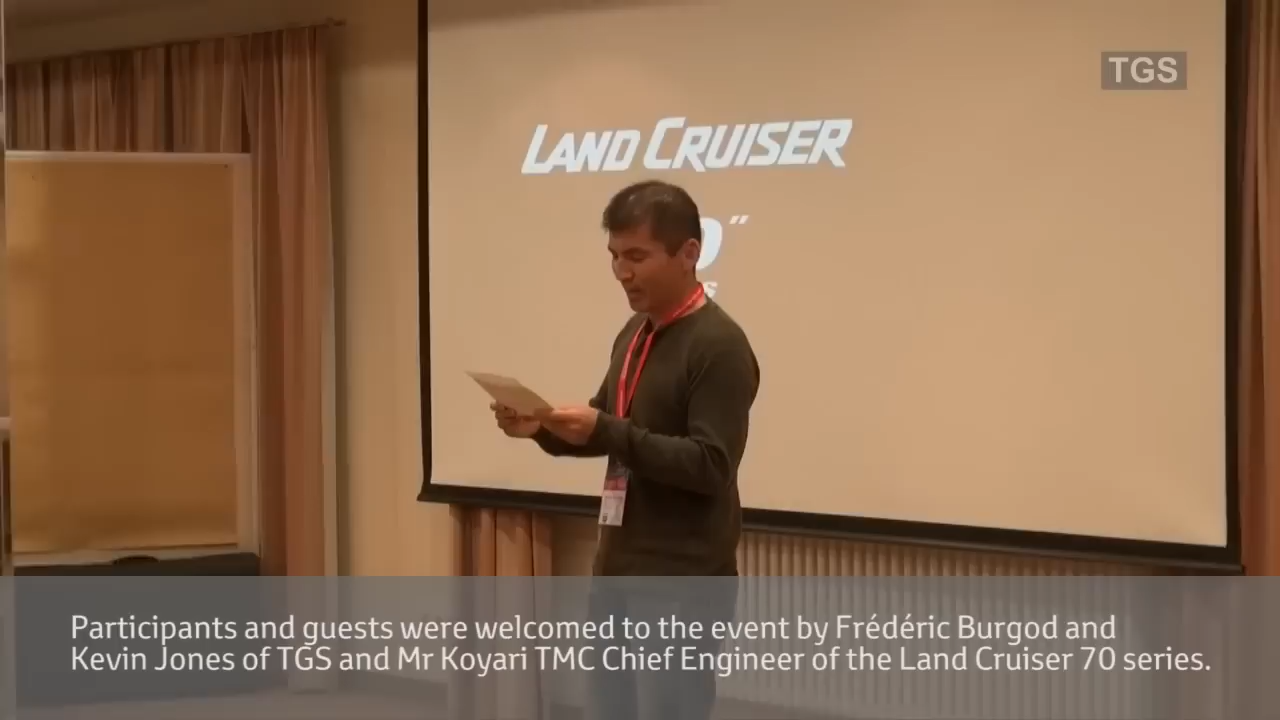 TGS
LAND CRUISER
Participants and guests were welcomed to the event by Frédéric Burgod and
Kevin Jones of TGS and Mr Koyari TMC Chief Engineer of the Land Cruiser 70 series.